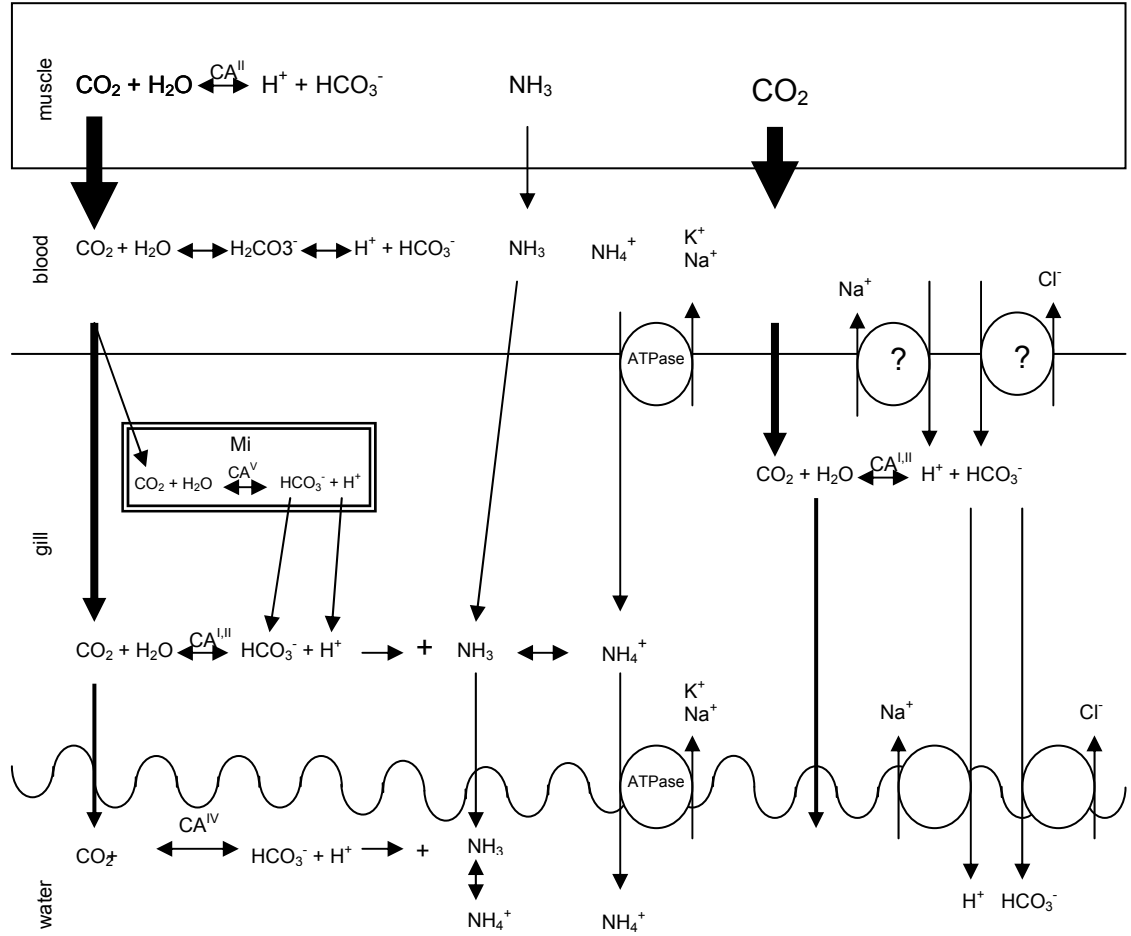 muscle
CO₂ + H₂O CAᴵᴵ H⁺ + HCO₃⁻ NH₃ CO₂
blood
CO₂ + H₂O H₂CO3⁻ H⁺ + HCO₃⁻ NH₃ NH₄⁺ K⁺
Na⁺
Na⁺ Cl⁻
ATPase ? ?
Mi
CO₂ + H₂O CAⱽ HCO₃⁻ + H⁺
CO₂ + H₂O CAᴵ,ᴵᴵ H⁺ + HCO₃⁻
gill
CO₂ + H₂O CAᴵ,ᴵᴵ HCO₃⁻ + H⁺ + NH₃ NH₄⁺
K⁺
Na⁺ Na⁺ Cl⁻
ATPase
CAᴵⱽ
CO₂+ HCO₃⁻ + H⁺ + NH₃
water
NH₄⁺ NH₄⁺ H⁺ HCO₃⁻